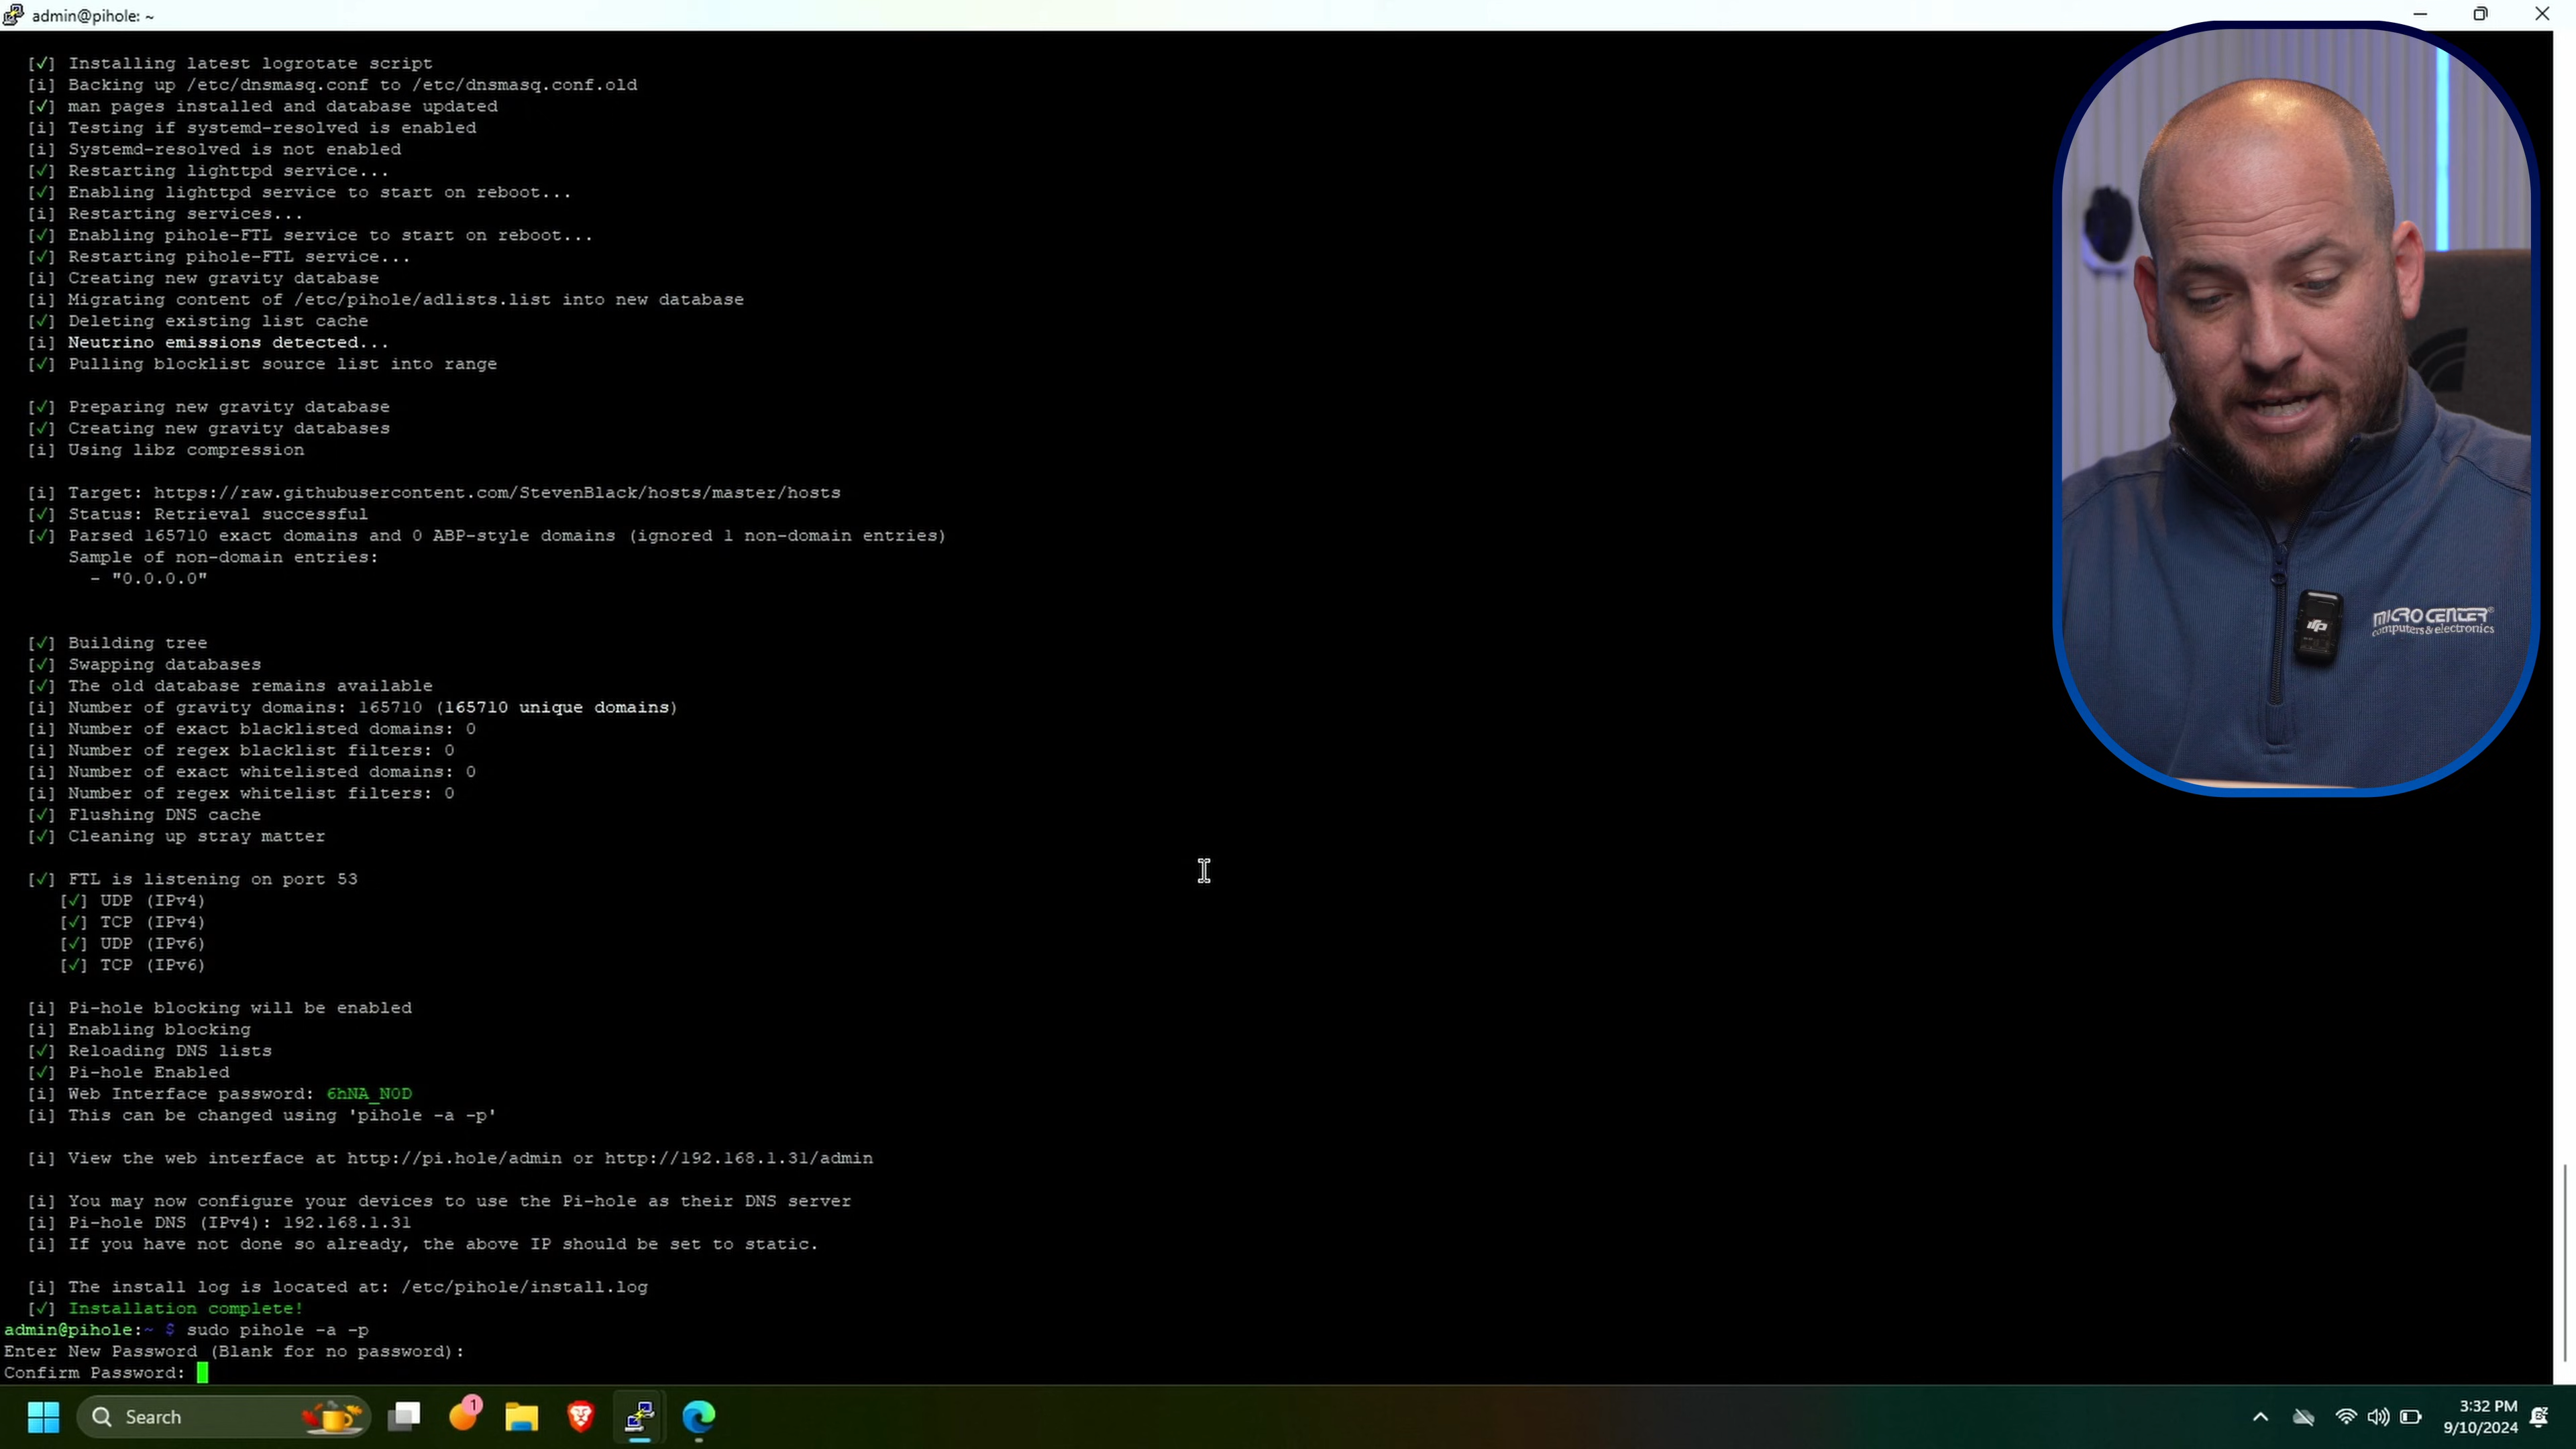 admin@pihole: ~
[✓] Installing latest logrotate script
[i] Backing up /etc/dnsmasq.conf to /etc/dnsmasq.conf.old
[✓] man pages installed and database updated
[i] Testing if systemd-resolved is enabled
[i] Systemd-resolved is not enabled
[✓] Restarting lighttpd service...
[✓] Enabling lighttpd service to start on reboot...
[i] Restarting services...
[✓] Enabling pihole-FTL service to start on reboot...
[✓] Restarting pihole-FTL service...
[i] Creating new gravity database
[i] Migrating content of /etc/pihole/adlists.list into new database
[✓] Deleting existing list cache
[i] Neutrino emissions detected...
[✓] Pulling blocklist source list into range
[✓] Preparing new gravity database
[✓] Creating new gravity databases
[i] Using libz compression
[i] Target: https://raw.githubusercontent.com/StevenBlack/hosts/master/hosts
[✓] Status: Retrieval successful
[✓] Parsed 165710 exact domains and 0 ABP-style domains (ignored 1 non-domain entries)
Sample of non-domain entries:
- "0.0.0.0"
[✓] Building tree
[✓] Swapping databases
[✓] The old database remains available
[i] Number of gravity domains: 165710 (165710 unique domains)
[i] Number of exact blacklisted domains: 0
[i] Number of regex blacklist filters: 0
[i] Number of exact whitelisted domains: 0
[i] Number of regex whitelist filters: 0
[✓] Flushing DNS cache
[✓] Cleaning up stray matter
[✓] FTL is listening on port 53
[✓] UDP (IPv4)
[✓] TCP (IPv4)
[✓] UDP (IPv6)
[✓] TCP (IPv6)
[i] Pi-hole blocking will be enabled
[i] Enabling blocking
[✓] Reloading DNS lists
[✓] Pi-hole Enabled
[i] Web Interface password: 6hNA_NOD
[i] This can be changed using 'pihole -a -p'
[i] View the web interface at http://pi.hole/admin or http://192.168.1.31/admin
[i] You may now configure your devices to use the Pi-hole as their DNS server
[i] Pi-hole DNS (IPv4): 192.168.1.31
[i] If you have not done so already, the above IP should be set to static.
[i] The install log is located at: /etc/pihole/install.log
[✓] Installation complete!
admin@pihole:~ $ sudo pihole -a -p
Enter New Password (Blank for no password):
Confirm Password:
MICRO CENTER®
computers & electronics
dji
Search
1
3:32 PM
9/10/2024